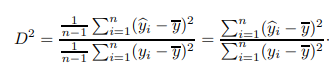 $D^2 = \frac{\frac{1}{n-1}\sum_{i=1}^{n}(\widehat{y}_i - \overline{y})^2}{\frac{1}{n-1}\sum_{i=1}^{n}(y_i - \overline{y})^2} = \frac{\sum_{i=1}^{n}(\widehat{y}_i - \overline{y})^2}{\sum_{i=1}^{n}(y_i - \overline{y})^2}.$